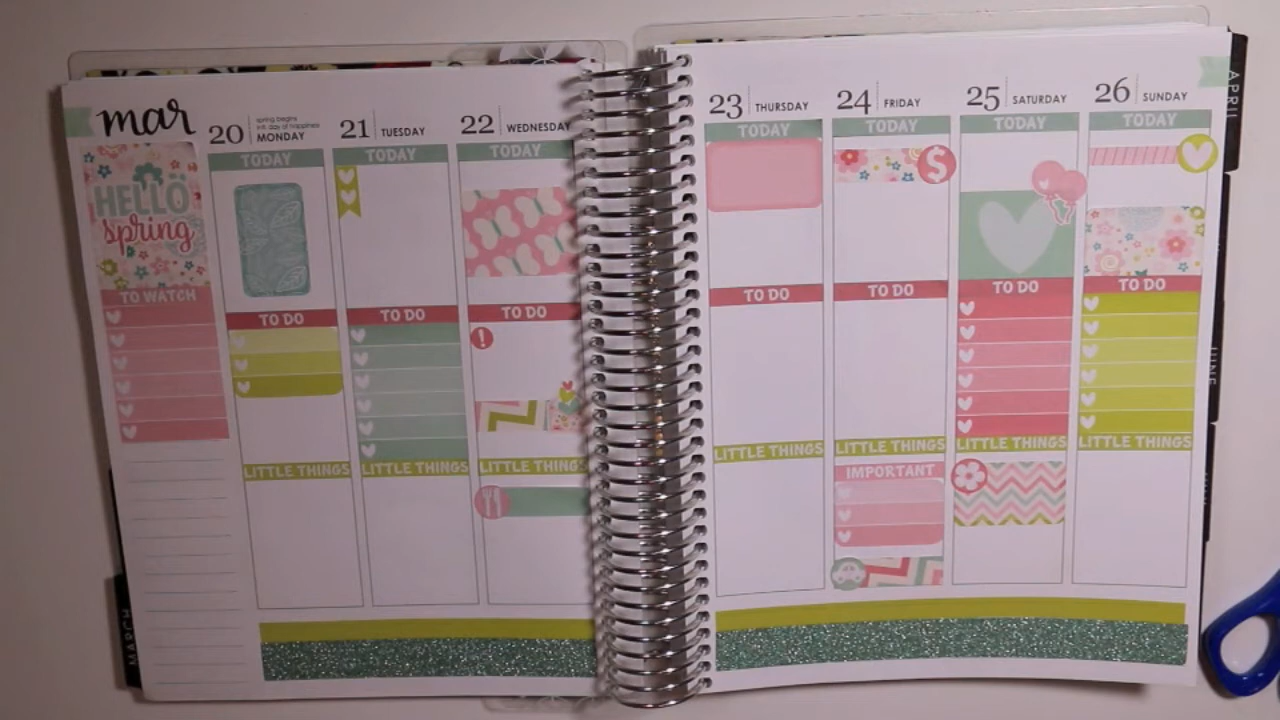 mar
20
spring begins
int. day of happiness
MONDAY
21 TUESDAY
22 WEDNESDAY
23 THURSDAY
24 FRIDAY
25 SATURDAY
26 SUNDAY
TODAY
TODAY
TODAY
TODAY
TODAY
TODAY
TODAY
HELLO
spring
$
TO WATCH
TO DO
TO DO
TO DO
TO DO
TO DO
TO DO
TO DO
!
LITTLE THINGS
LITTLE THINGS
LITTLE THINGS
LITTLE THINGS
LITTLE THINGS
LITTLE THINGS
LITTLE THINGS
IMPORTANT
MARCH
APRIL
JUNE